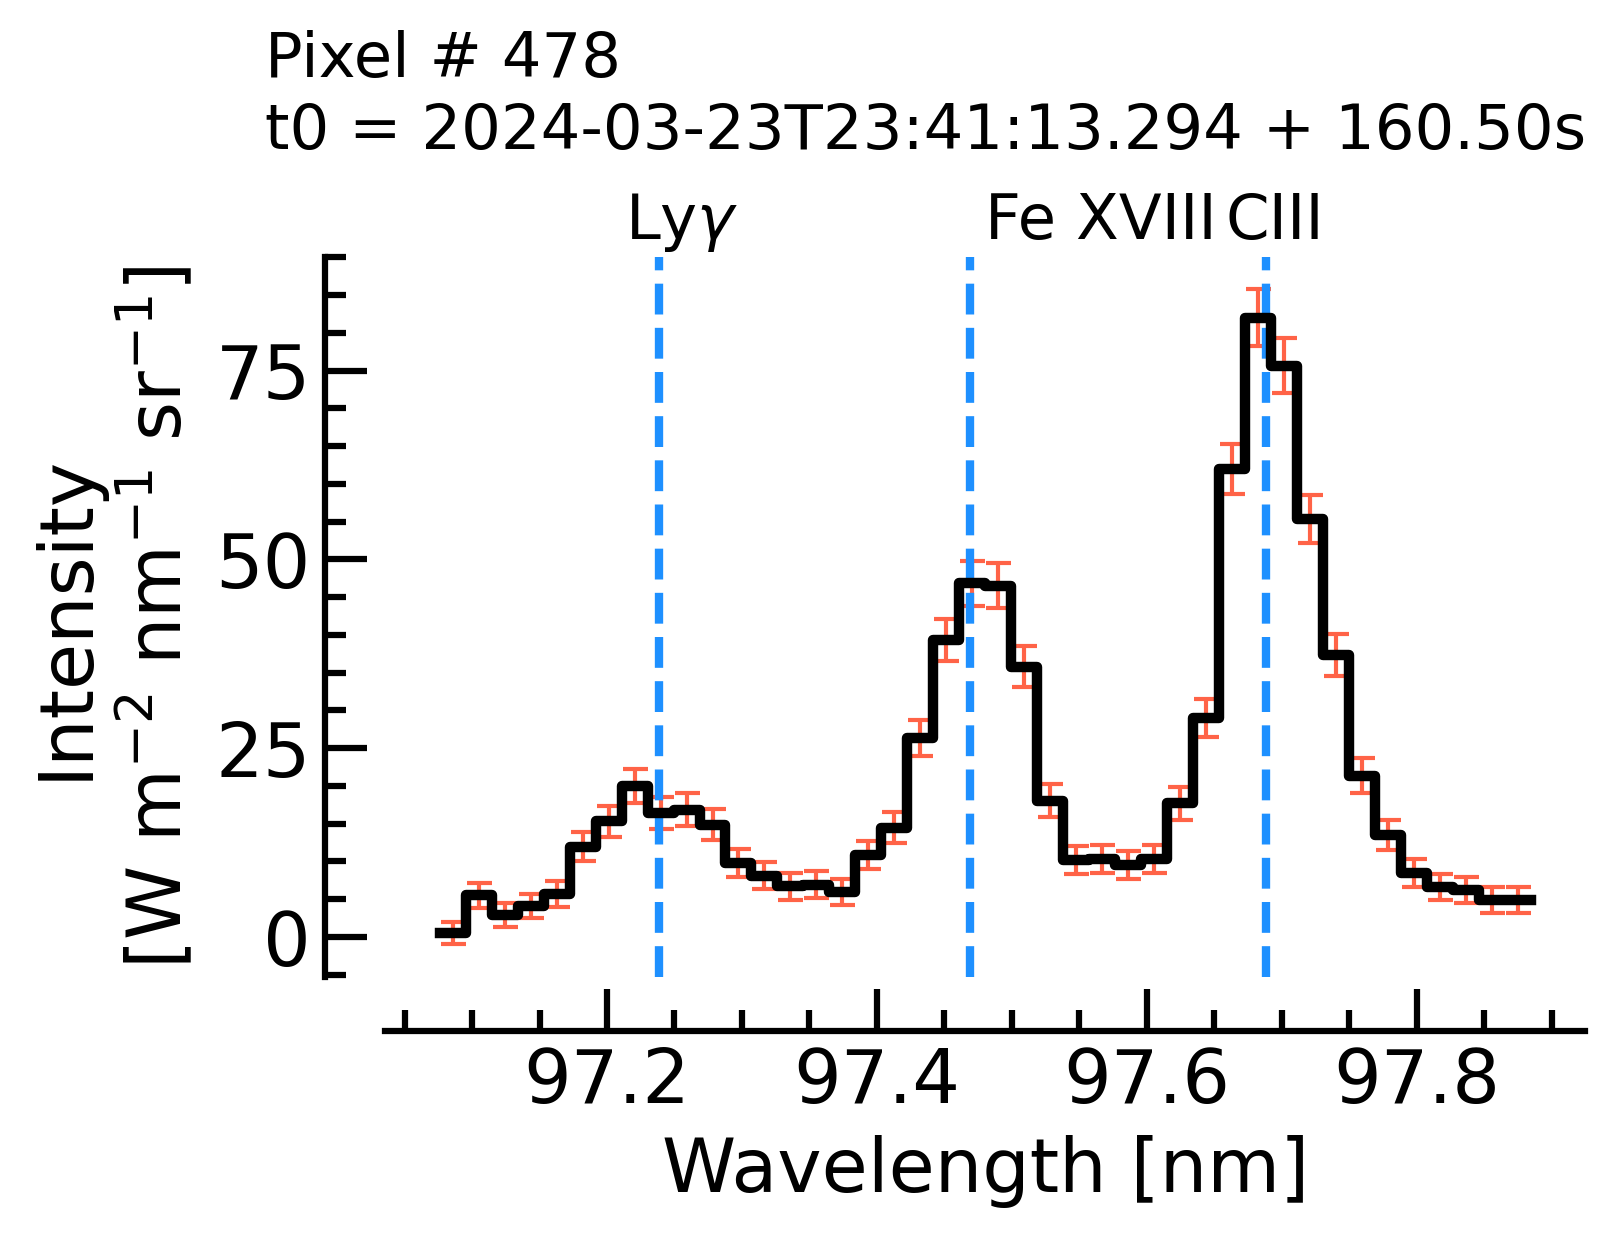 Pixel # 478
t0 = 2024-03-23T23:41:13.294 + 160.50s
Lyγ Fe XVIII CIII
Intensity
[W m⁻² nm⁻¹ sr⁻¹]
75
50
25
0
97.2 97.4 97.6 97.8
Wavelength [nm]